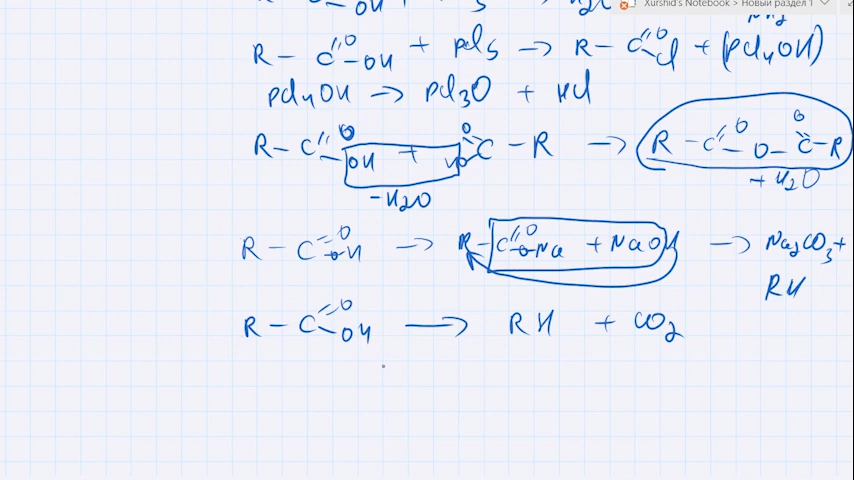 Xurshid's Notebook > Новый раздел 1
R – C =O –OH + PCl5 → R – C =O –Cl + (PCl4OH)
PCl4OH → PCl3O + HCl
R – C =O –OH + HO –C =O – R → R – C =O – O – C =O – R
–H2O + H2O
R – C =O –OH → R – C =O –ONa + NaOH → Na2CO3 +
RH
R – C =O –OH → RH + CO2